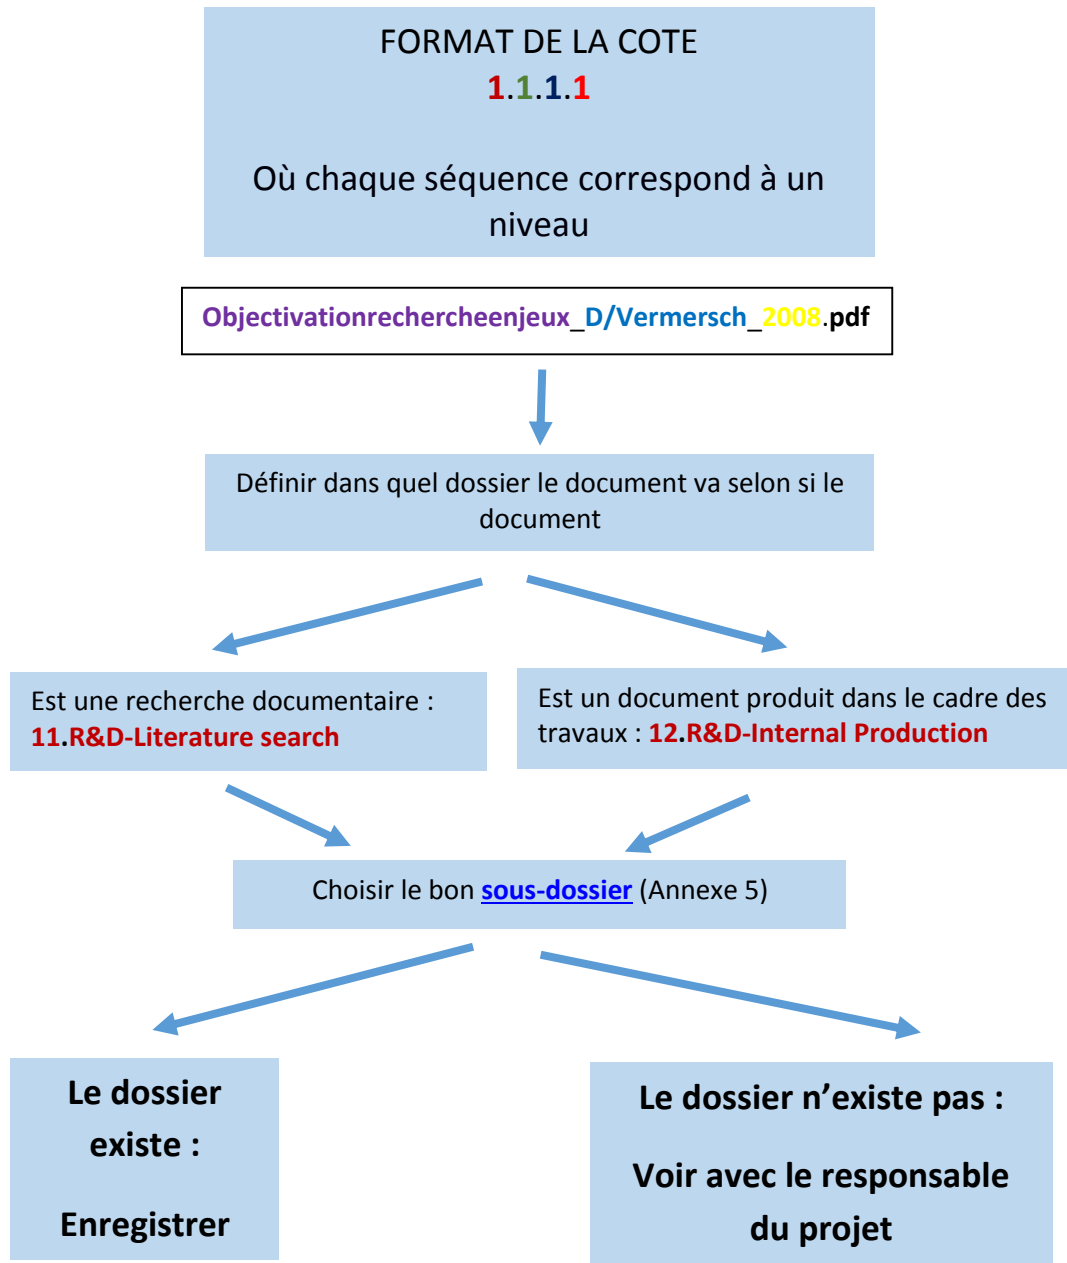 FORMAT DE LA COTE
1.1.1.1
Où chaque séquence correspond à un
niveau
Objectivationrechercheenjeux_D/Vermersch_2008.pdf
Définir dans quel dossier le document va selon si le
document
Est une recherche documentaire :
11.R&D-Literature search
Est un document produit dans le cadre des
travaux : 12.R&D-Internal Production
Choisir le bon sous-dossier (Annexe 5)
Le dossier
existe :
Enregistrer
Le dossier n’existe pas :
Voir avec le responsable
du projet